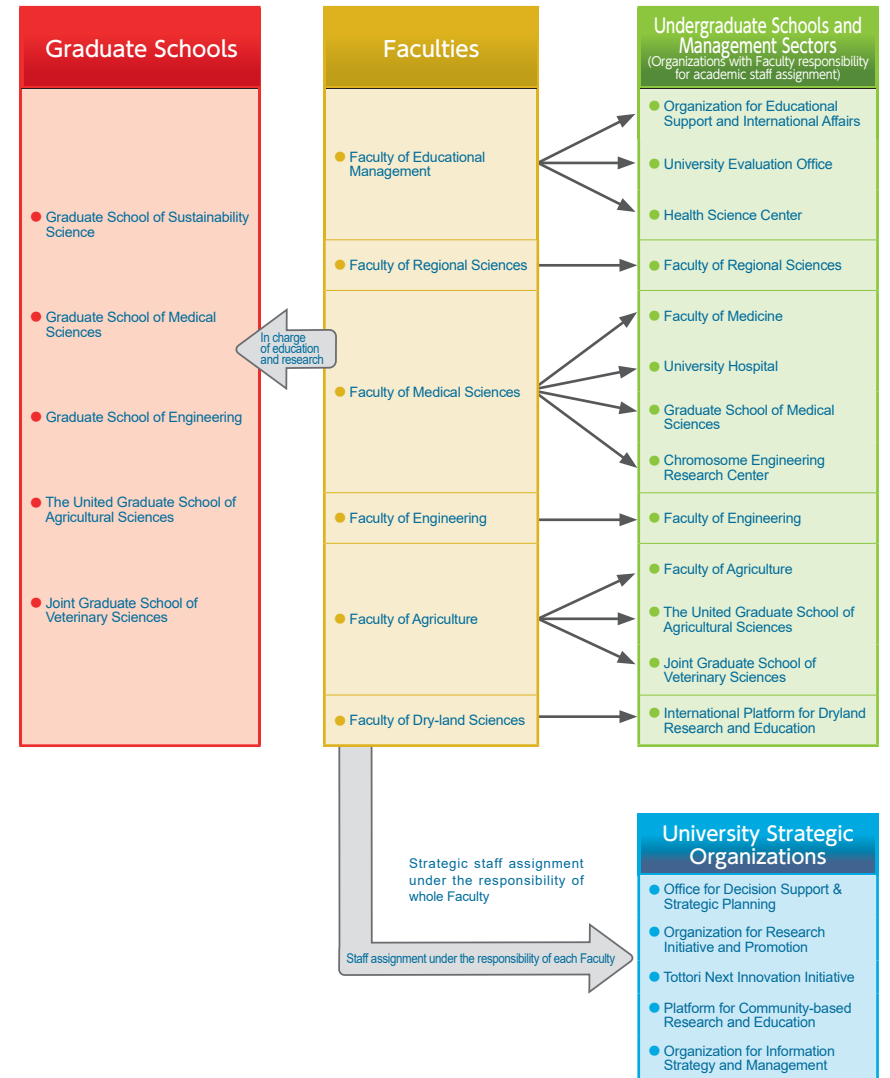 Graduate Schools
Graduate School of Sustainability
Science
Graduate School of Medical
Sciences
Graduate School of Engineering
The United Graduate School of
Agricultural Sciences
Joint Graduate School of
Veterinary Sciences
In charge
of education
and research
Faculties
Faculty of Educational
Management
Faculty of Regional Sciences
Faculty of Medical Sciences
Faculty of Engineering
Faculty of Agriculture
Faculty of Dry-land Sciences
Undergraduate Schools and
Management Sectors
(Organizations with Faculty responsibility
for academic staff assignment)
Organization for Educational
Support and International Affairs
University Evaluation Office
Health Science Center
Faculty of Regional Sciences
Faculty of Medicine
University Hospital
Graduate School of Medical
Sciences
Chromosome Engineering
Research Center
Faculty of Engineering
Faculty of Agriculture
The United Graduate School of
Agricultural Sciences
Joint Graduate School of
Veterinary Sciences
International Platform for Dryland
Research and Education
Strategic staff assignment
under the responsibility of
whole Faculty
Staff assignment under the responsibility of each Faculty
University Strategic
Organizations
Office for Decision Support &
Strategic Planning
Organization for Research
Initiative and Promotion
Tottori Next Innovation Initiative
Platform for Community-based
Research and Education
Organization for Information
Strategy and Management